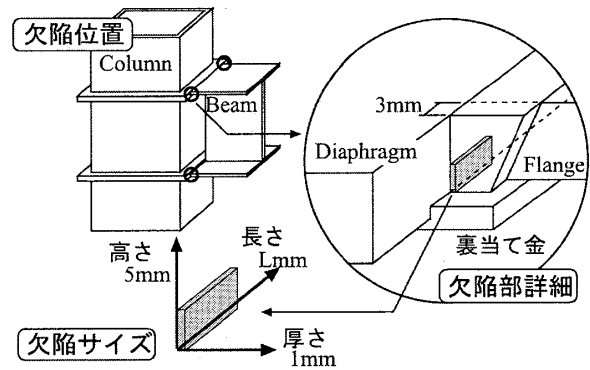 欠陥位置
Column
Beam
3mm
Diaphragm
Flange
裏当て金
欠陥部詳細
高さ
5mm
長さ
Lmm
厚さ
1mm
欠陥サイズ